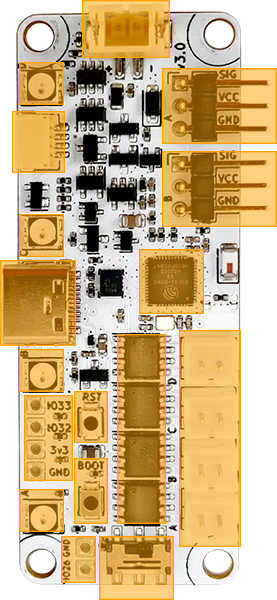 + -
V3.0
SIG
VCC
GND
A
SIG
VCC
GND
B
D
C
B
A
IO33
IO32
3v3
GND
RST
BOOT
B
A
GND
IO26